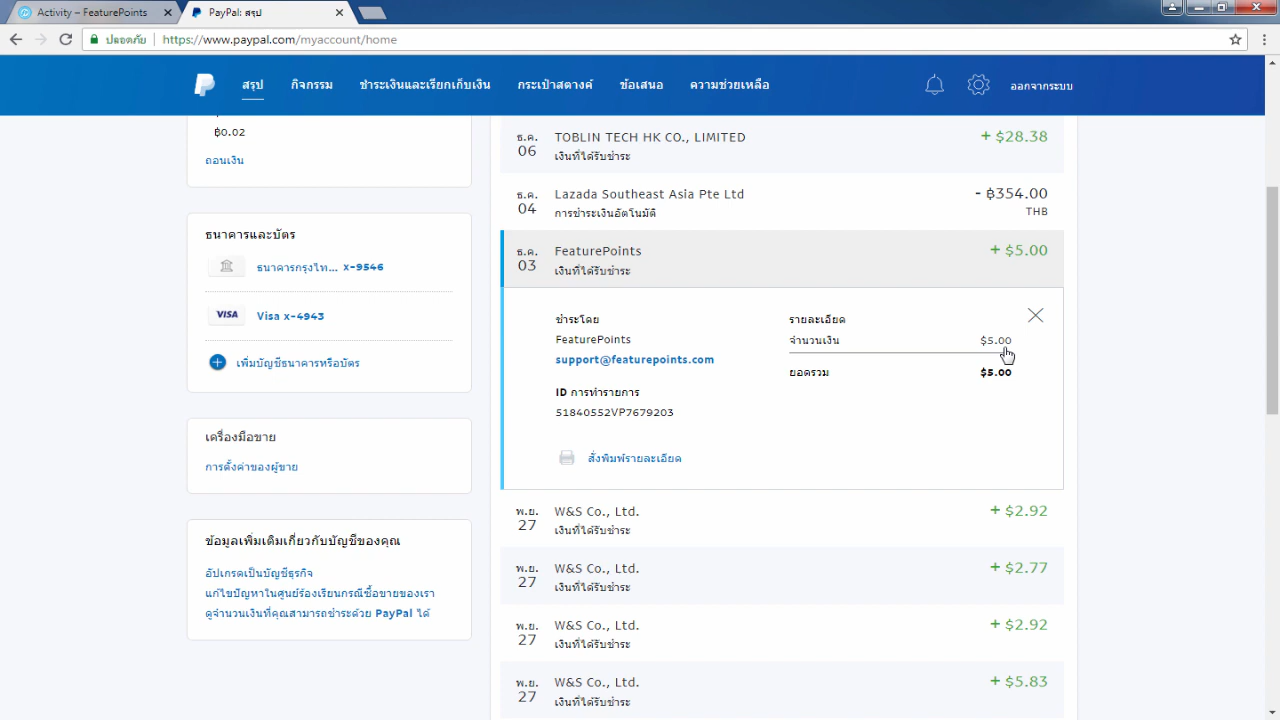 Activity – FeaturePoints
PayPal: สรุป
ปลอดภัย
https://www.paypal.com/myaccount/home
สรุป
กิจกรรม
ชำระเงินและเรียกเก็บเงิน
กระเป๋าสตางค์
ข้อเสนอ
ความช่วยเหลือ
ออกจากระบบ
฿0.02
ถอนเงิน
ธนาคารและบัตร
ธนาคารกรุงไท... x-9546
VISA
Visa x-4943
เพิ่มบัญชีธนาคารหรือบัตร
เครื่องมือขาย
การตั้งค่าของผู้ขาย
ข้อมูลเพิ่มเติมเกี่ยวกับบัญชีของคุณ
อัปเกรดเป็นบัญชีธุรกิจ
แก้ไขปัญหาในศูนย์ร้องเรียนกรณีซื้อขายของเรา
ดูจำนวนเงินที่คุณสามารถชำระด้วย PayPal ได้
ธ.ค. 06
TOBLIN TECH HK CO., LIMITED
+ $28.38
เงินที่ได้รับชำระ
ธ.ค. 04
Lazada Southeast Asia Pte Ltd
- ฿354.00
การชำระเงินอัตโนมัติ
THB
ธ.ค. 03
FeaturePoints
+ $5.00
เงินที่ได้รับชำระ
ชำระโดย
FeaturePoints
support@featurepoints.com
ID การทำรายการ
51840552VP7679203
สั่งพิมพ์รายละเอียด
รายละเอียด
จำนวนเงิน $5.00
ยอดรวม $5.00
พ.ย. 27
W&S Co., Ltd.
+ $2.92
เงินที่ได้รับชำระ
พ.ย. 27
W&S Co., Ltd.
+ $2.77
เงินที่ได้รับชำระ
พ.ย. 27
W&S Co., Ltd.
+ $2.92
เงินที่ได้รับชำระ
พ.ย. 27
W&S Co., Ltd.
+ $5.83
เงินที่ได้รับชำระ